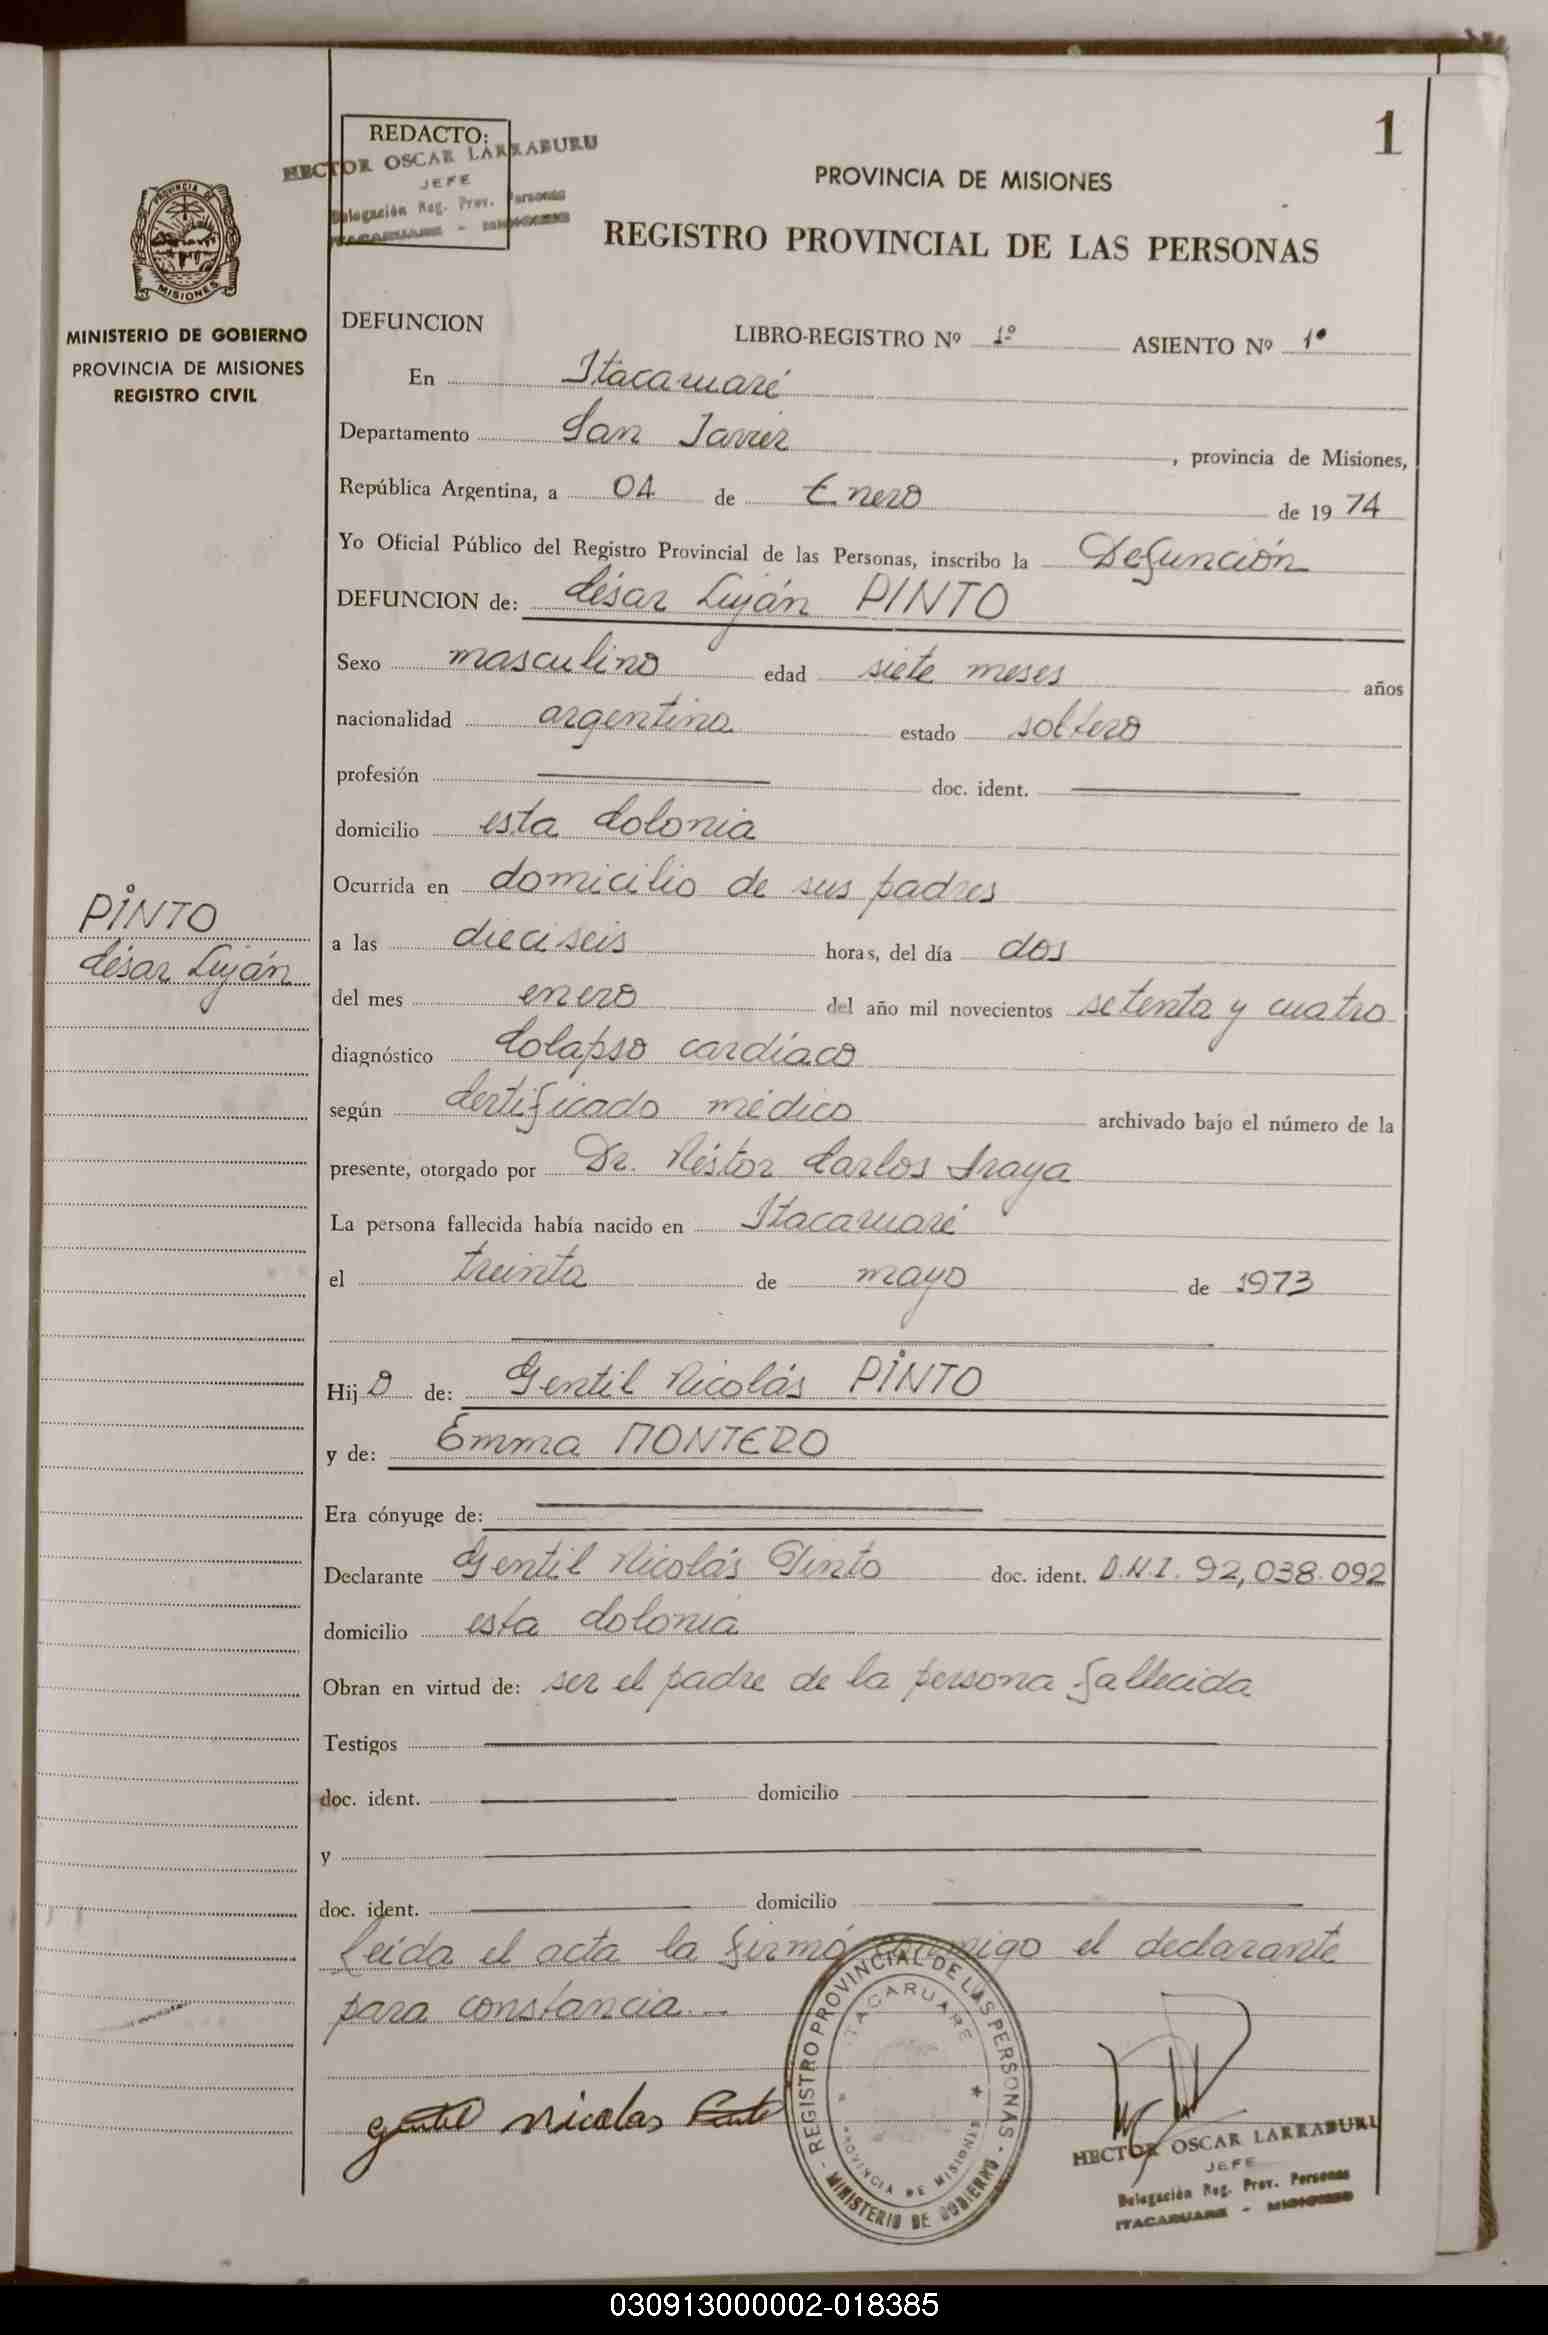 1
REDACTO:
HECTOR OSCAR LARRABURU
JEFE
Delegación Reg. Prov. Personas
ITACARUARE - MISIONES
PROVINCIA DE MISIONES
REGISTRO PROVINCIAL DE LAS PERSONAS
PROVINCIA DE
MISIONES
MINISTERIO DE GOBIERNO
PROVINCIA DE MISIONES
REGISTRO CIVIL
DEFUNCION LIBRO-REGISTRO Nº 1º ASIENTO Nº 1º
En Itacaruaré
Departamento San Javier, provincia de Misiones,
República Argentina, a 04 de Enero de 1974
Yo Oficial Público del Registro Provincial de las Personas, inscribo la Defunción
DEFUNCION de: César Luján PINTO
Sexo masculino edad siete meses años
nacionalidad argentina estado soltero
profesión doc. ident.
domicilio esta Colonia
Ocurrida en domicilio de sus padres
PINTO
César Luján
a las dieciseis horas, del día dos
del mes enero del año mil novecientos setenta y cuatro
diagnóstico Colapso cardíaco
según Certificado médico archivado bajo el número de la
presente, otorgado por Dr. Néstor Carlos Araya
La persona fallecida había nacido en Itacaruaré
el treinta de mayo de 1973
Hijo de: Gentil Nicolás PINTO
y de: Emma MONTERO
Era cónyuge de:
Declarante Gentil Nicolás Pinto doc. ident. D.N.I. 92,038.092
domicilio esta Colonia
Obran en virtud de: ser el padre de la persona fallecida
Testigos
doc. ident. domicilio
y
doc. ident. domicilio
Leída el acta la firmó conmigo el declarante
para constancia.-
gentil nicolas Pinto
REGISTRO PROVINCIAL DE LAS PERSONAS
ITACARUARE
PROVINCIA DE MISIONES
MINISTERIO DE GOBIERNO
HECTOR OSCAR LARRABURU
JEFE
Delegación Reg. Prov. Personas
ITACARUARE - MISIONES
030913000002-018385